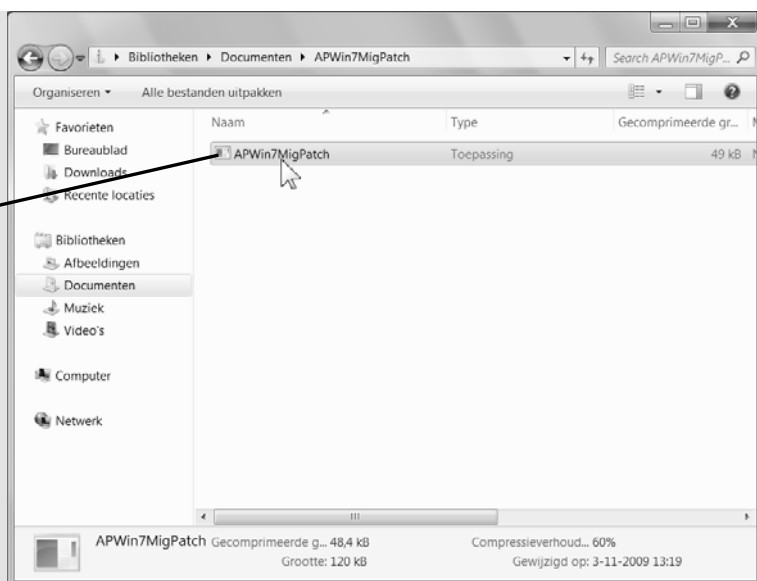 Bibliotheken ▸ Documenten ▸ APWin7MigPatch Search APWin7MigP...
Organiseren Alle bestanden uitpakken
Favorieten Naam Type Gecomprimeerde gr...
Bureaublad APWin7MigPatch Toepassing 49 kB
Downloads
Recente locaties
Bibliotheken
Afbeeldingen
Documenten
Muziek
Video's
Computer
Netwerk
APWin7MigPatch Gecomprimeerde g... 48,4 kB Compressieverhoud... 60%
Grootte: 120 kB Gewijzigd op: 3-11-2009 13:19